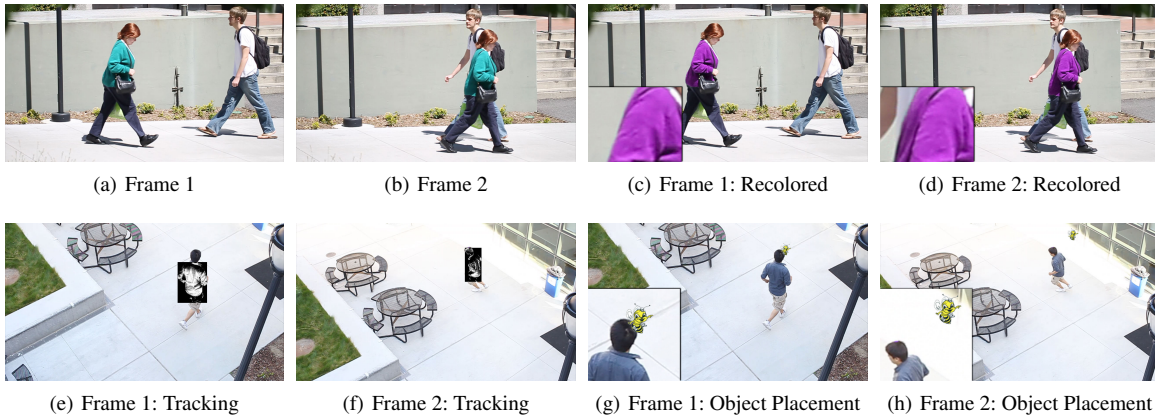 (a) Frame 1
(b) Frame 2
(c) Frame 1: Recolored
(d) Frame 2: Recolored
(e) Frame 1: Tracking
(f) Frame 2: Tracking
(g) Frame 1: Object Placement
(h) Frame 2: Object Placement